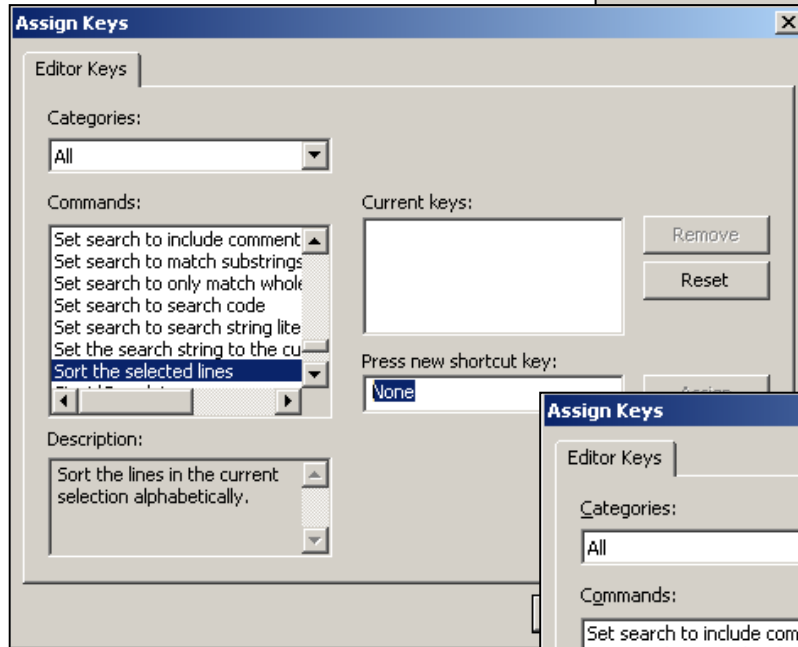 Assign Keys
Editor Keys
Categories:
All
Commands:
Set search to include comment
Set search to match substrings
Set search to only match whole
Set search to search code
Set search to search string lite
Set the search string to the cu
Sort the selected lines
Current keys:
Remove
Reset
Press new shortcut key:
None
Assign
Description:
Sort the lines in the current
selection alphabetically.
Assign Keys
Editor Keys
Categories:
All
Commands:
Set search to include com